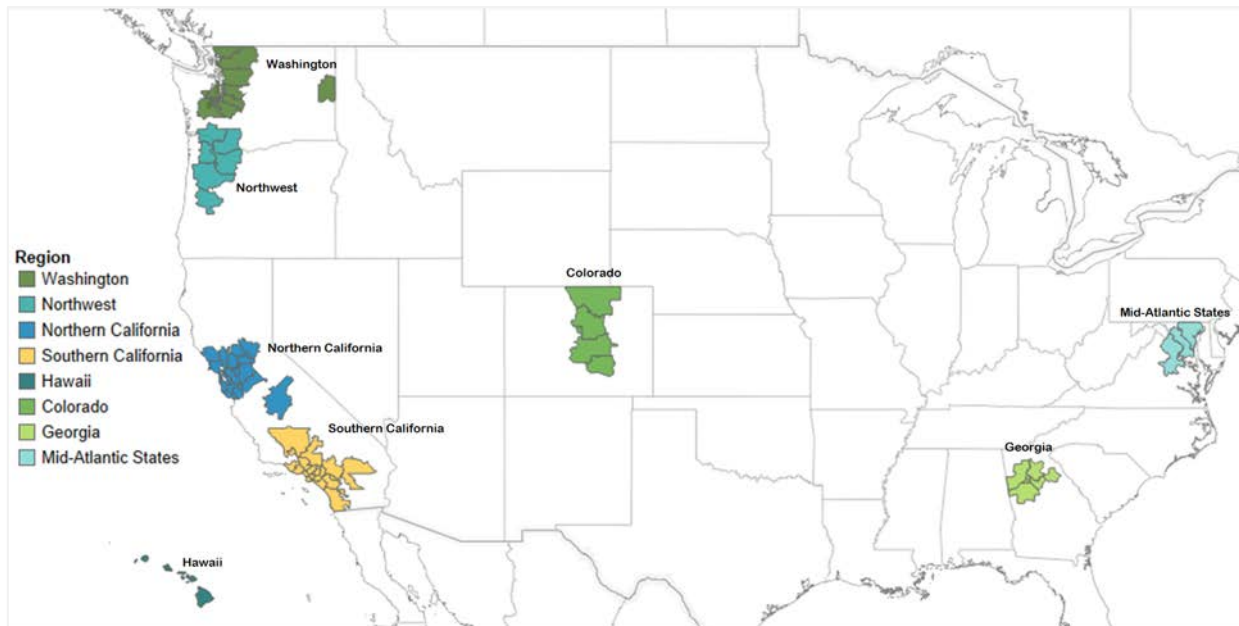 Washington
Northwest
Region
Washington
Northwest
Northern California
Southern California
Hawaii
Colorado
Georgia
Mid-Atlantic States
Colorado
Mid-Atlantic States
Northern California
Southern California
Georgia
Hawaii